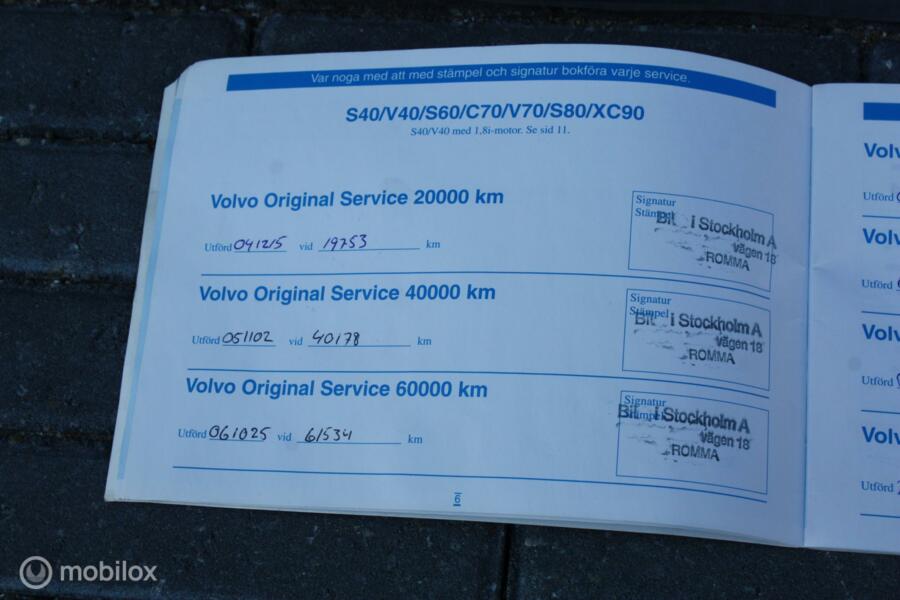 Var noga med att med stämpel och signatur bokföra varje service.
S40/V40/S60/C70/V70/S80/XC90
S40/V40 med 1,8i-motor. Se sid 11.
Volvo Original Service 20000 km
Utförd 041215 vid 19753 km
Signatur
Stämpel
Bil i Stockholm A
vägen 18
ROMMA
Volvo Original Service 40000 km
Utförd 051102 vid 40178 km
Signatur
Stämpel
Bil i Stockholm A
vägen 18
ROMMA
Volvo Original Service 60000 km
Utförd 061025 vid 61534 km
Signatur
Stämpel
Bil i Stockholm A
vägen 18
ROMMA
6
Volv
Utförd
Volv
Utförd
Volv
Utförd
Volv
Utförd
mobilox